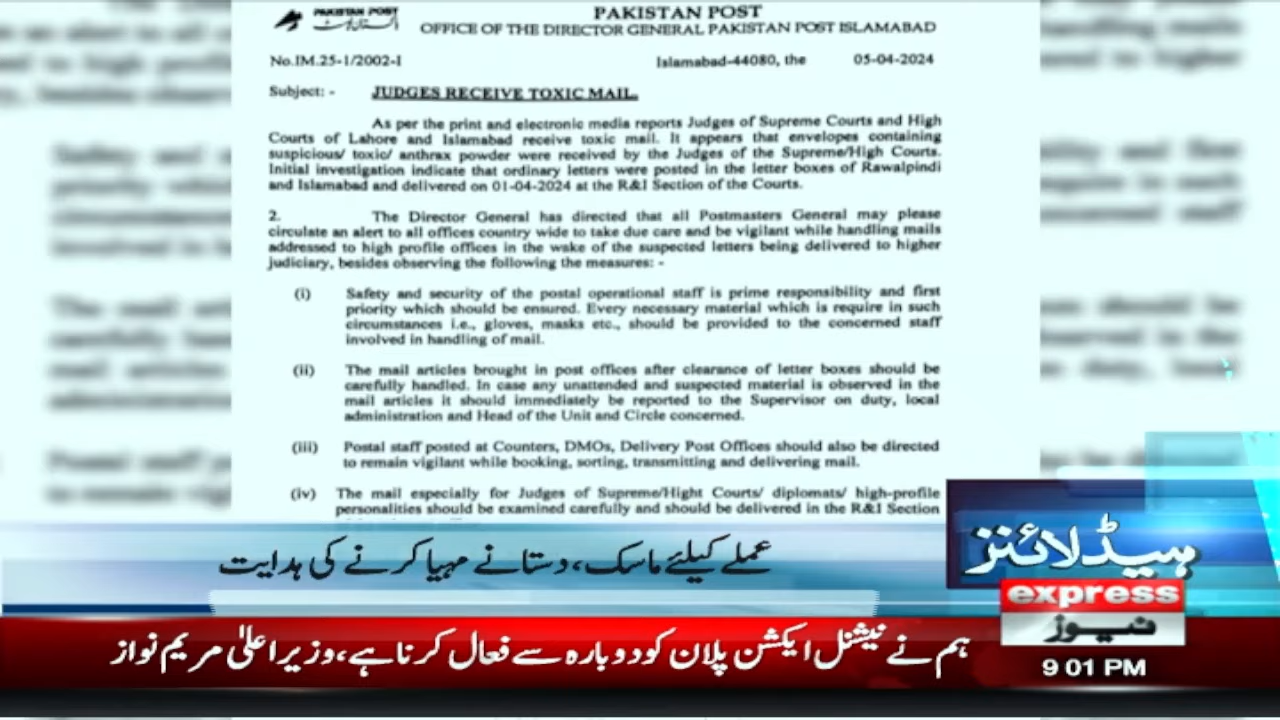 PAKISTAN POST
PAKISTAN POST
OFFICE OF THE DIRECTOR GENERAL PAKISTAN POST ISLAMABAD
No.IM.25-1/2002-I
Islamabad-44080, the 05-04-2024
Subject: - JUDGES RECEIVE TOXIC MAIL.
As per the print and electronic media reports Judges of Supreme Courts and High
Courts of Lahore and Islamabad receive toxic mail. It appears that envelopes containing
suspicious/ toxic/ anthrax powder were received by the Judges of the Supreme/High Courts.
Initial investigation indicate that ordinary letters were posted in the letter boxes of Rawalpindi
and Islamabad and delivered on 01-04-2024 at the R&I Section of the Courts.
2. The Director General has directed that all Postmasters General may please
circulate an alert to all offices country wide to take due care and be vigilant while handling mails
addressed to high profile offices in the wake of the suspected letters being delivered to higher
judiciary, besides observing the following the measures: -
(i) Safety and security of the postal operational staff is prime responsibility and first
priority which should be ensured. Every necessary material which is require in such
circumstances i.e., gloves, masks etc., should be provided to the concerned staff
involved in handling of mail.
(ii) The mail articles brought in post offices after clearance of letter boxes should be
carefully handled. In case any unattended and suspected material is observed in the
mail articles it should immediately be reported to the Supervisor on duty, local
administration and Head of the Unit and Circle concerned.
(iii) Postal staff posted at Counters, DMOs, Delivery Post Offices should also be directed
to remain vigilant while booking, sorting, transmitting and delivering mail.
(iv) The mail especially for Judges of Supreme/Hight Courts/ diplomats/ high-profile
personalities should be examined carefully and should be delivered in the R&I Section
عملے کیلئے ماسک، دستانے مہیا کرنے کی ہدایت
ہیڈلائنز
express
نیوز
9:01 PM
ہم نے نیشنل ایکشن پلان کو دوبارہ سے فعال کرنا ہے، وزیراعلیٰ مریم نواز